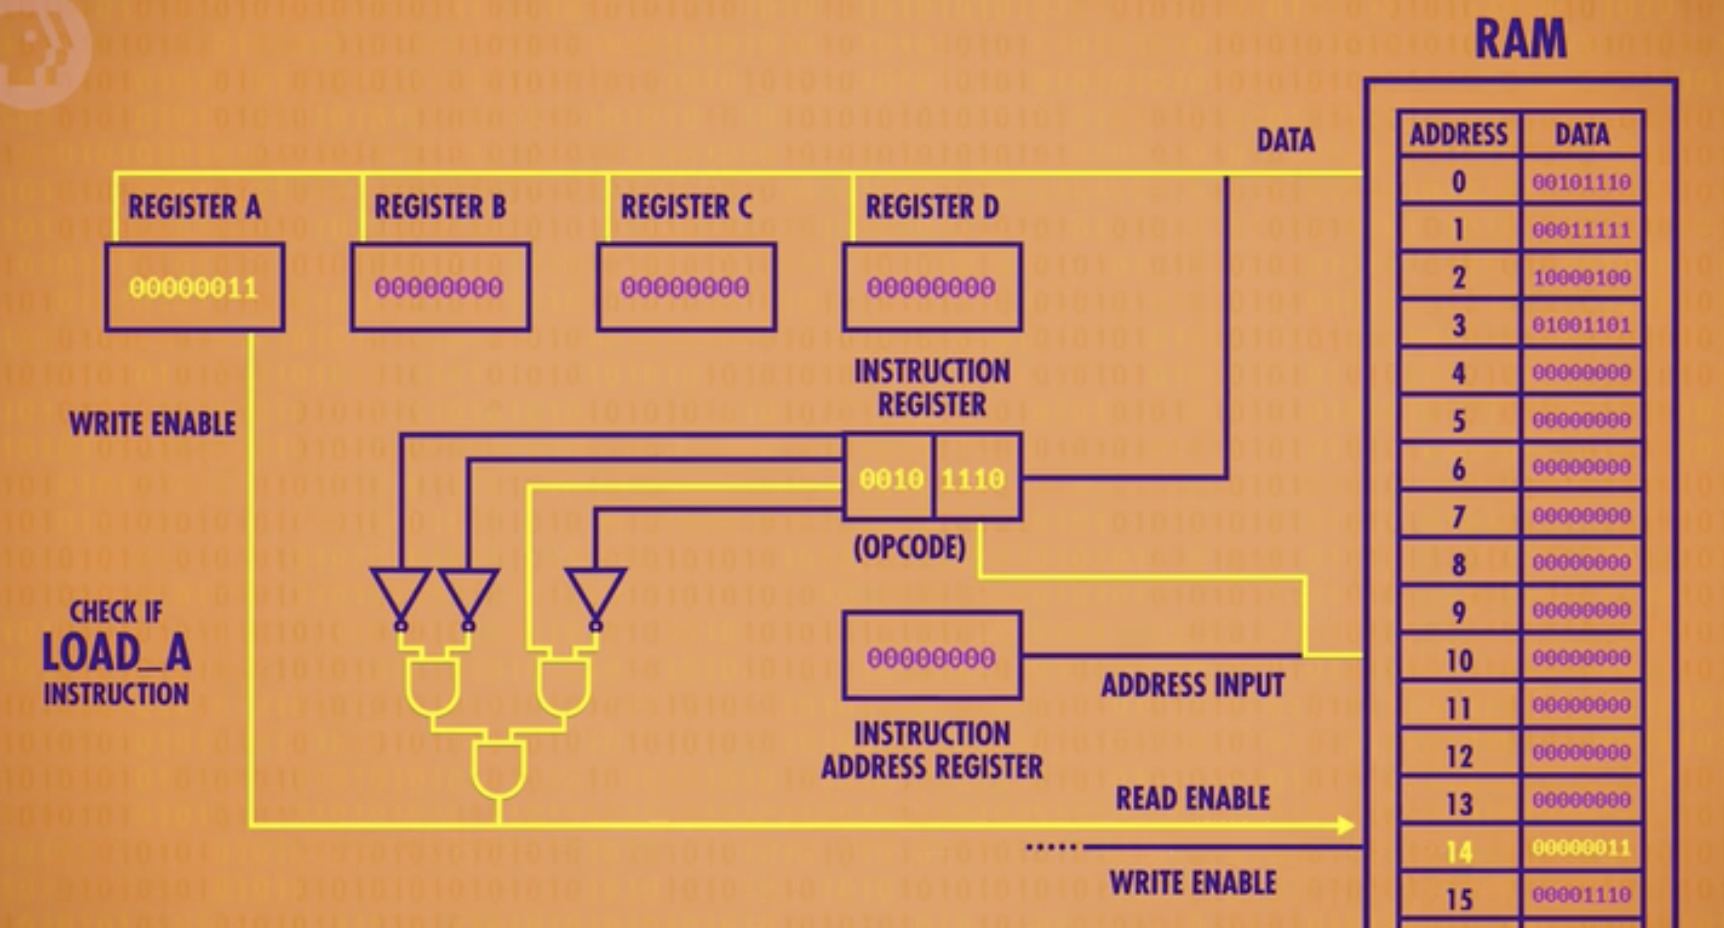 RAM
DATA
ADDRESS DATA
0 00101110
1 00011111
2 10000100
3 01001101
4 00000000
5 00000000
6 00000000
7 00000000
8 00000000
9 00000000
10 00000000
11 00000000
12 00000000
13 00000000
14 00000011
15 00001110
REGISTER A REGISTER B REGISTER C REGISTER D
00000011 00000000 00000000 00000000
WRITE ENABLE
INSTRUCTION
REGISTER
0010 1110
(OPCODE)
CHECK IF
LOAD_A
INSTRUCTION
00000000
ADDRESS INPUT
INSTRUCTION
ADDRESS REGISTER
READ ENABLE
WRITE ENABLE